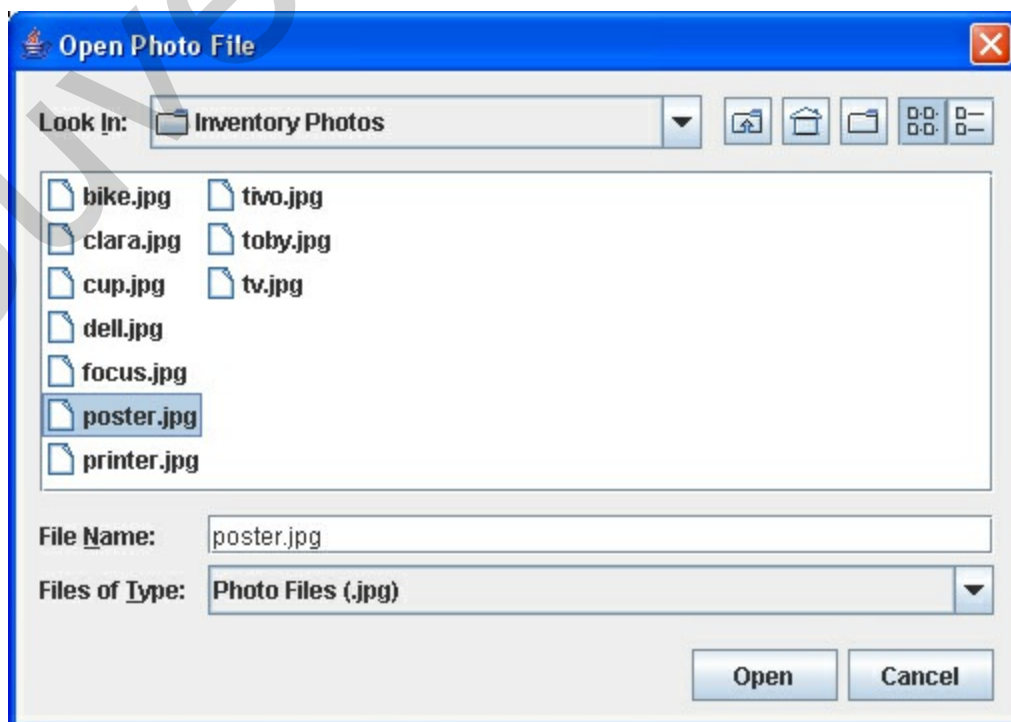 Open Photo File
Look In: Inventory Photos
bike.jpg
clara.jpg
cup.jpg
dell.jpg
focus.jpg
poster.jpg
printer.jpg
tivo.jpg
toby.jpg
tv.jpg
File Name: poster.jpg
Files of Type: Photo Files (.jpg)
Open Cancel